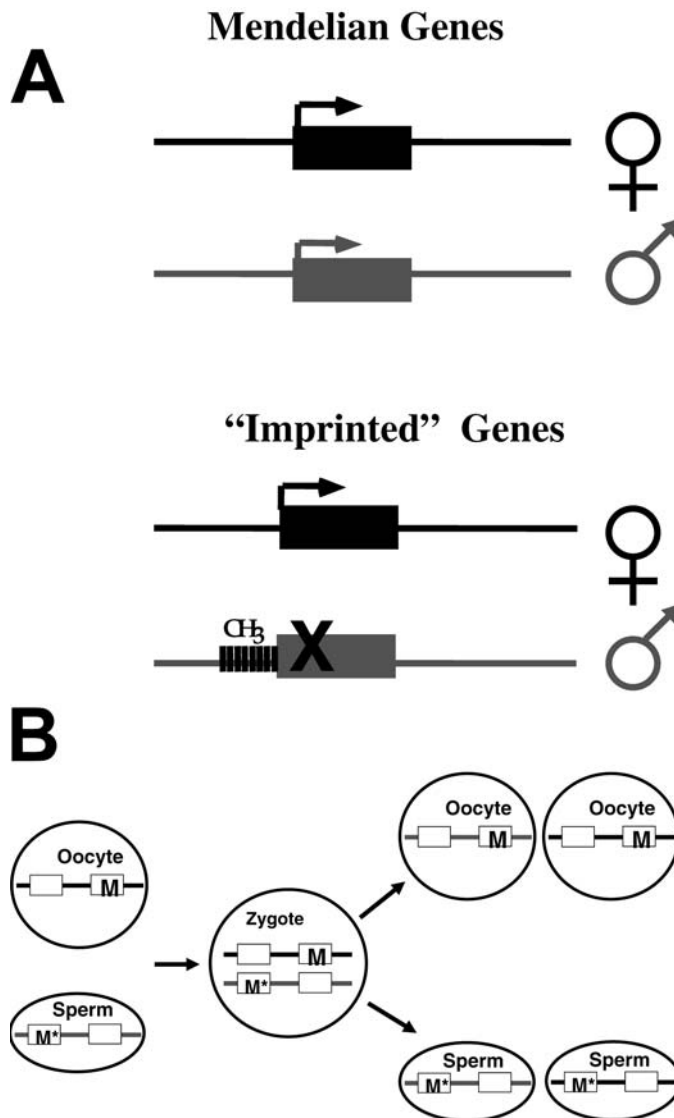 Mendelian Genes
A
♀
♂
“Imprinted” Genes
♀
CH3
X
♂
B
Oocyte
M
Oocyte
M
Oocyte
M
Zygote
M
M*
Sperm
M*
Sperm
M*
Sperm
M*